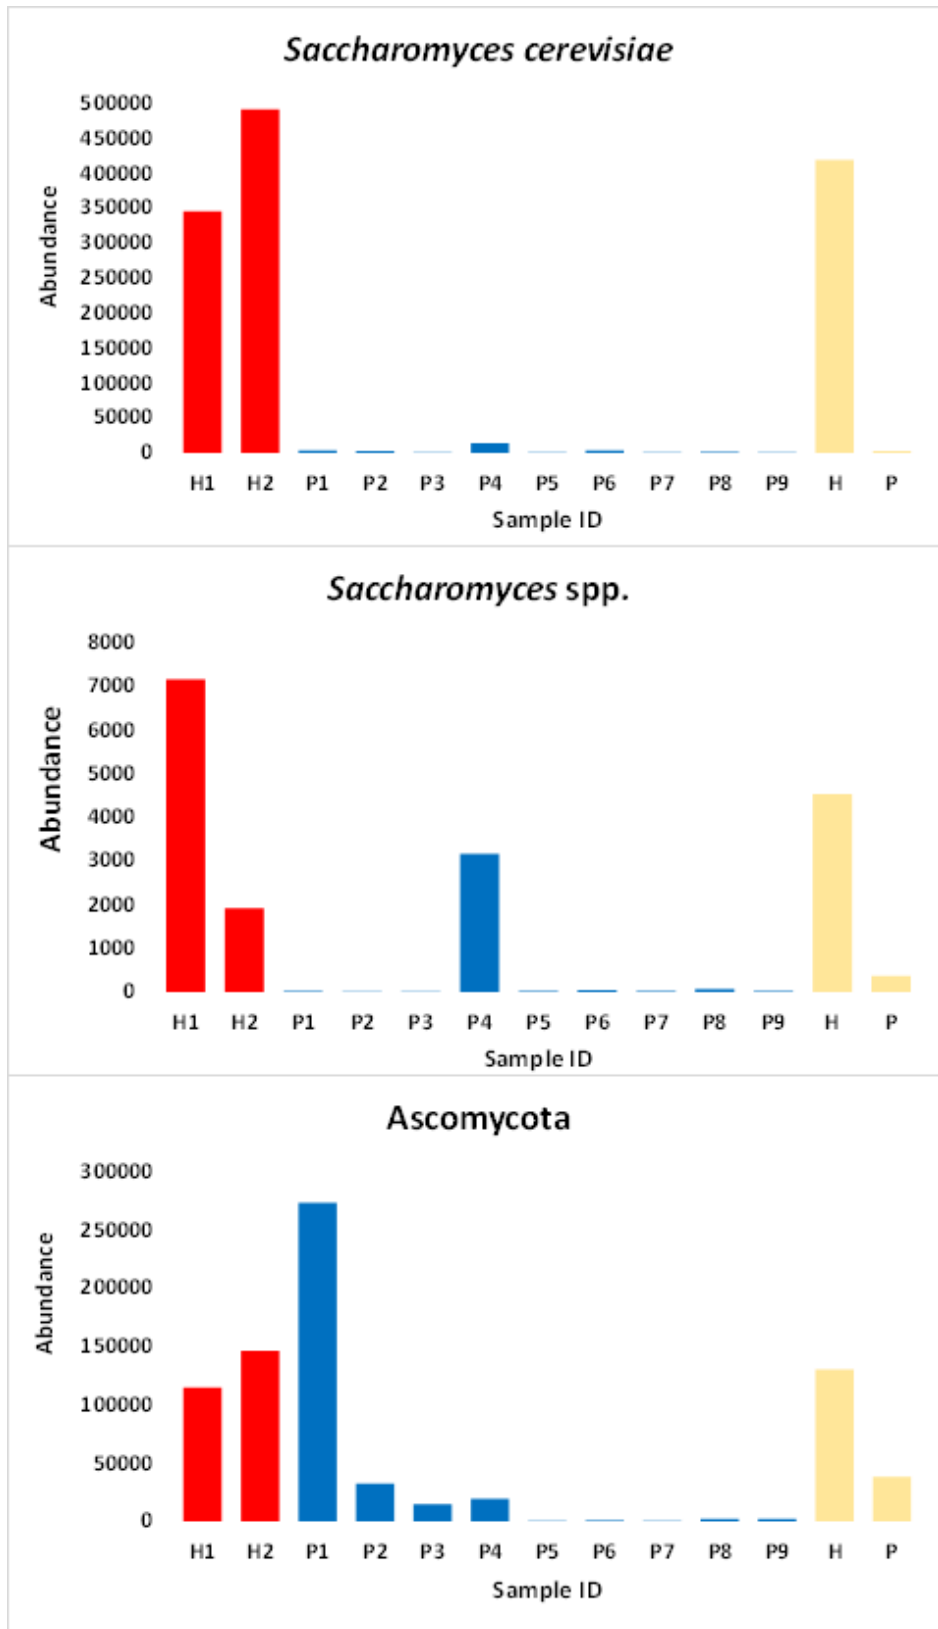 Saccharomyces cerevisiae
500000
450000
400000
350000
300000
250000
200000
150000
100000
50000
0
Abundance
H1 H2 P1 P2 P3 P4 P5 P6 P7 P8 P9 H P
Sample ID
Saccharomyces spp.
8000
7000
6000
5000
4000
3000
2000
1000
0
Abundance
H1 H2 P1 P2 P3 P4 P5 P6 P7 P8 P9 H P
Sample ID
Ascomycota
300000
250000
200000
150000
100000
50000
0
Abundance
H1 H2 P1 P2 P3 P4 P5 P6 P7 P8 P9 H P
Sample ID